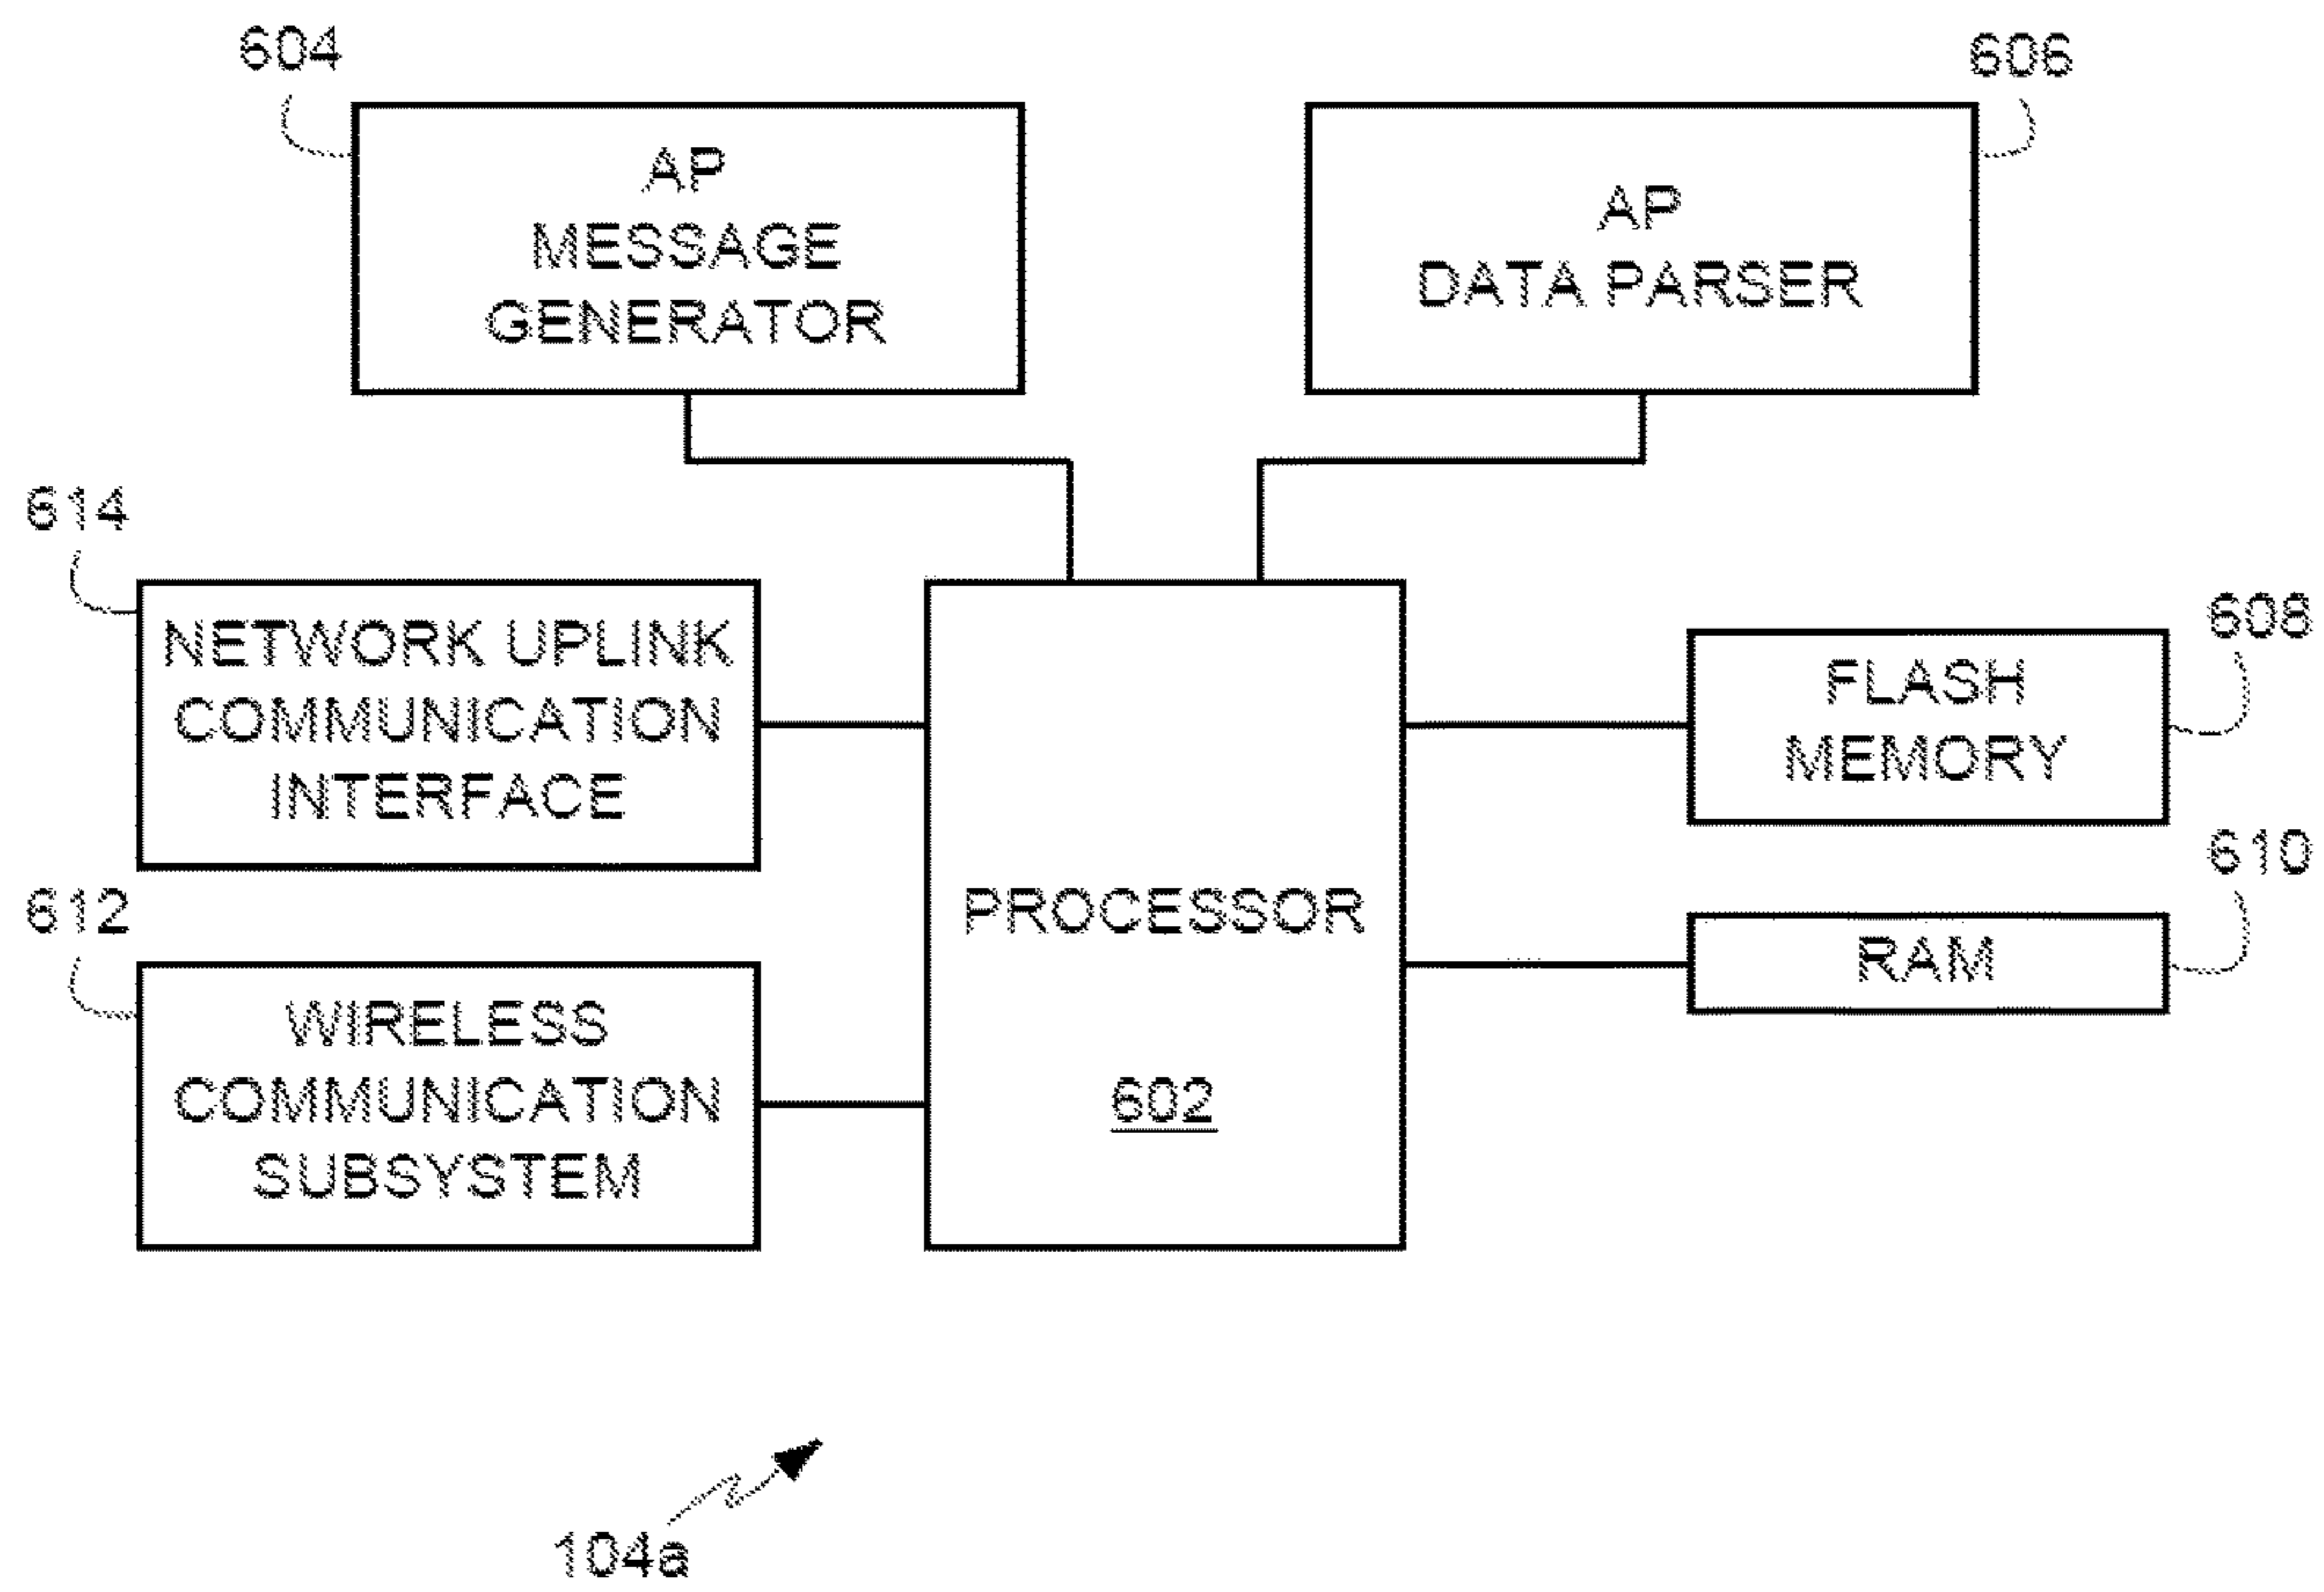 604
AP
MESSAGE
GENERATOR
606
AP
DATA PARSER
614
NETWORK UPLINK
COMMUNICATION
INTERFACE
612
WIRELESS
COMMUNICATION
SUBSYSTEM
PROCESSOR
602
608
FLASH
MEMORY
610
RAM
104a